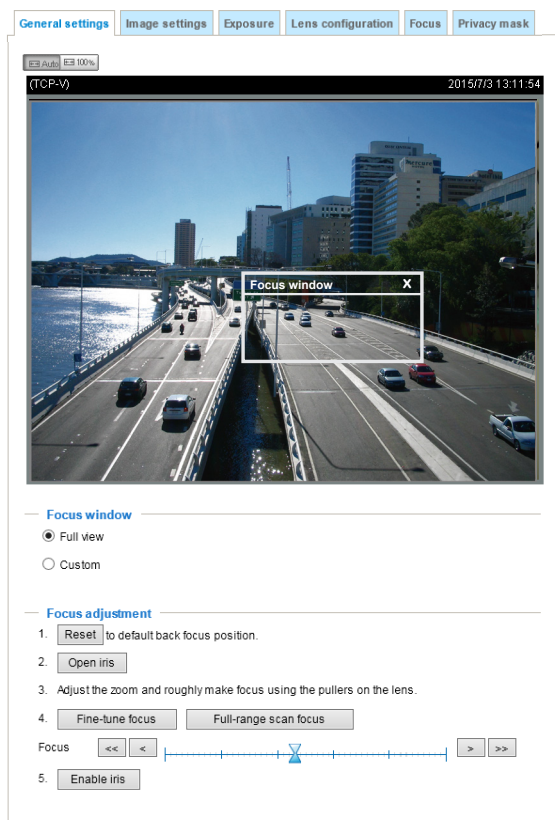 General settings Image settings Exposure Lens configuration Focus Privacy mask
Auto 100%
(TCP-V) 2015/7/3 13:11:54
Focus window X
Focus window
Full view
Custom
Focus adjustment
1. Reset to default back focus position.
2. Open iris
3. Adjust the zoom and roughly make focus using the pullers on the lens.
4. Fine-tune focus Full-range scan focus
Focus << < > >>
5. Enable iris